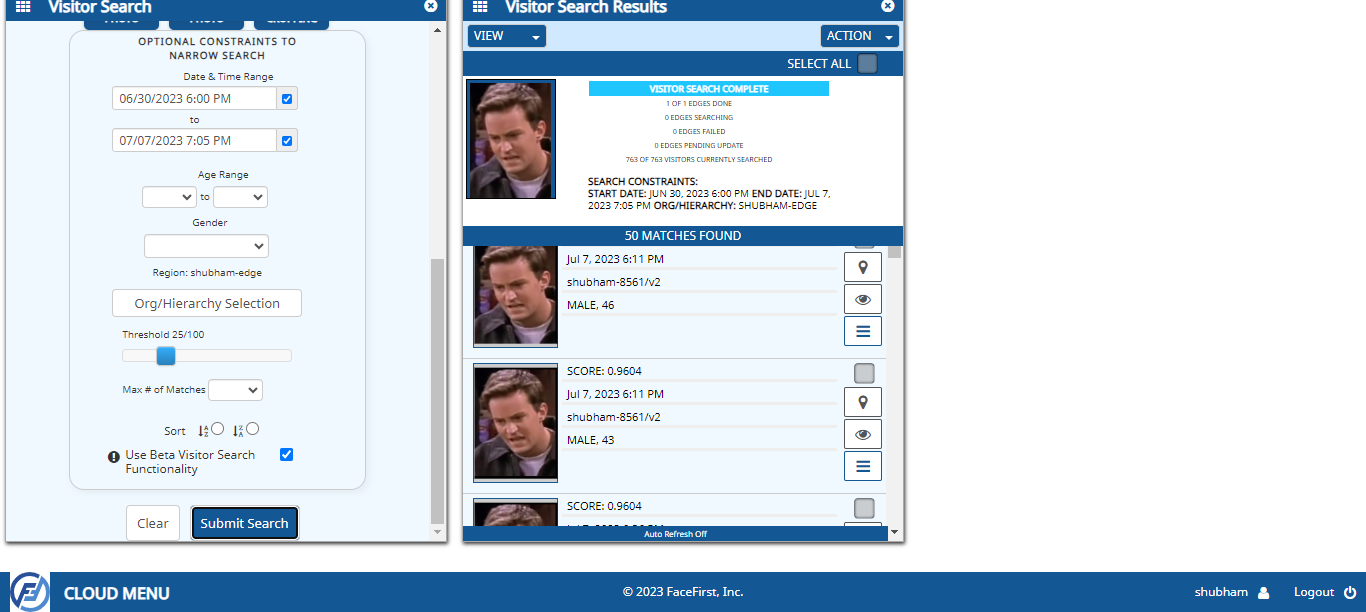 Visitor Search
OPTIONAL CONSTRAINTS TO
NARROW SEARCH
Date & Time Range
06/30/2023 6:00 PM
to
07/07/2023 7:05 PM
Age Range
to
Gender
Region: shubham-edge
Org/Hierarchy Selection
Threshold 25/100
Max # of Matches
Sort
Use Beta Visitor Search
Functionality
Clear
Submit Search
Visitor Search Results
VIEW
ACTION
SELECT ALL
VISITOR SEARCH COMPLETE
1 OF 1 EDGES DONE
0 EDGES SEARCHING
0 EDGES FAILED
0 EDGES PENDING UPDATE
763 OF 763 VISITORS CURRENTLY SEARCHED
SEARCH CONSTRAINTS:
START DATE: JUN 30, 2023 6:00 PM END DATE: JUL 7,
2023 7:05 PM ORG/HIERARCHY: SHUBHAM-EDGE
50 MATCHES FOUND
Jul 7, 2023 6:11 PM
shubham-8561/v2
MALE, 46
SCORE: 0.9604
Jul 7, 2023 6:11 PM
shubham-8561/v2
MALE, 43
SCORE: 0.9604
Auto Refresh Off
CLOUD MENU
© 2023 FaceFirst, Inc.
shubham
Logout